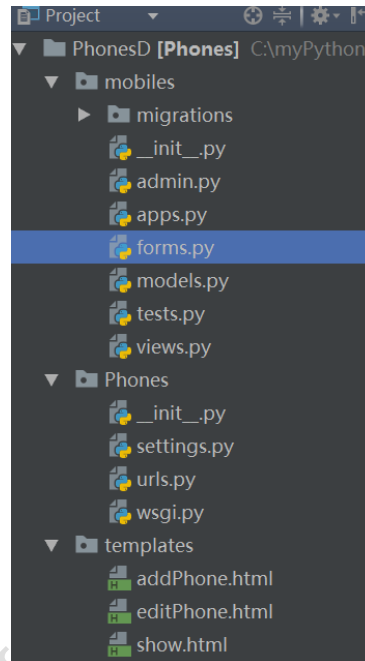 Project
PhonesD [Phones] C:\myPython
mobiles
migrations
__init__.py
admin.py
apps.py
forms.py
models.py
tests.py
views.py
Phones
__init__.py
settings.py
urls.py
wsgi.py
templates
addPhone.html
editPhone.html
show.html